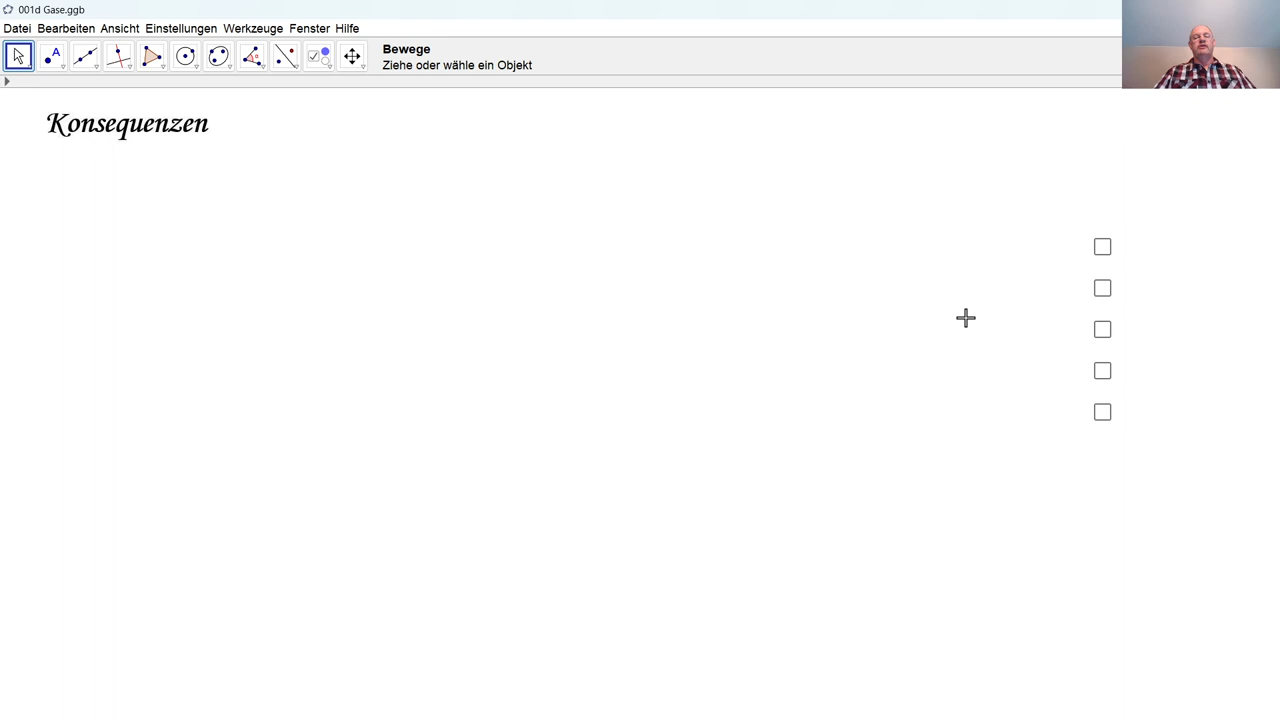 001d Gase.ggb
Datei Bearbeiten Ansicht Einstellungen Werkzeuge Fenster Hilfe
A
Bewege
Ziehe oder wähle ein Objekt
Konsequenzen